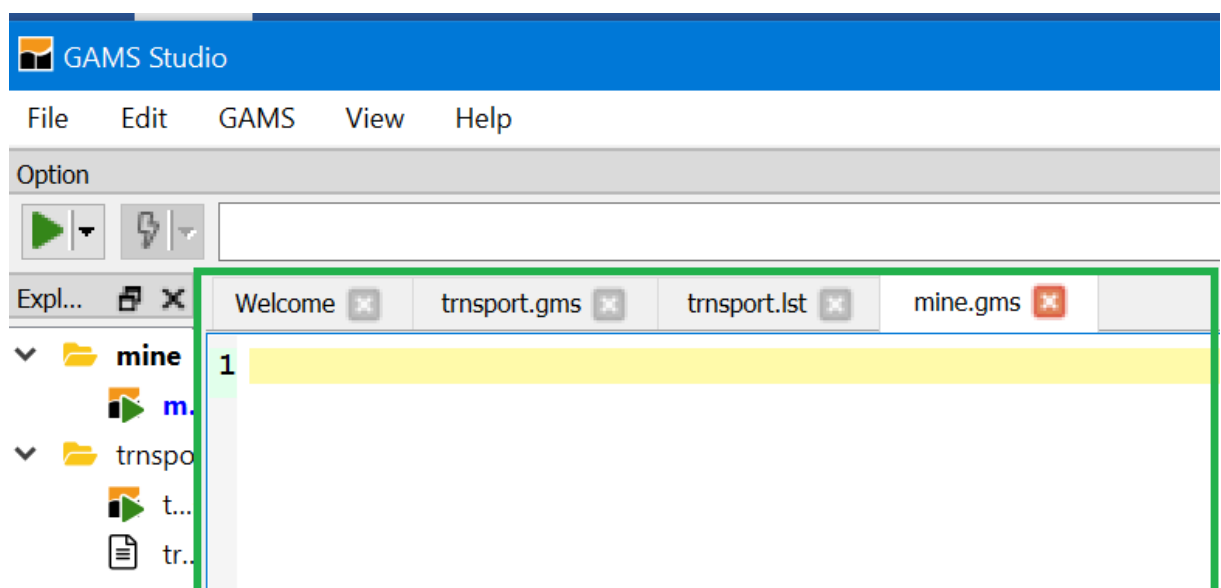 GAMS Studio
File Edit GAMS View Help
Option
Expl... Welcome trnsport.gms trnsport.lst mine.gms
mine 1
m.
trnspo
t...
tr..